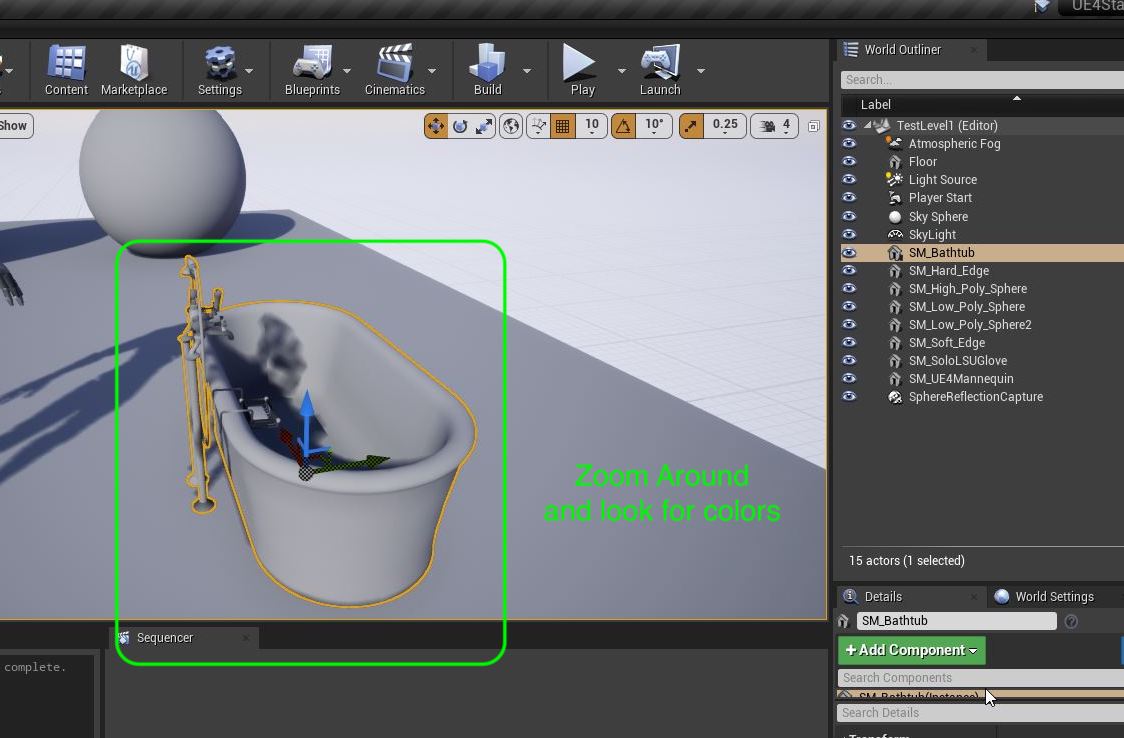 UE4Sta
Content
Marketplace
Settings
Blueprints
Cinematics
Build
Play
Launch
World Outliner
Search...
Label
Show
10
10°
0.25
4
TestLevel1 (Editor)
Atmospheric Fog
Floor
Light Source
Player Start
Sky Sphere
SkyLight
SM_Bathtub
SM_Hard_Edge
SM_High_Poly_Sphere
SM_Low_Poly_Sphere
SM_Low_Poly_Sphere2
SM_Soft_Edge
SM_SoloLSUGlove
SM_UE4Mannequin
SphereReflectionCapture
Zoom Around
and look for colors
15 actors (1 selected)
Details
World Settings
SM_Bathtub
Sequencer
complete.
+Add Component
Search Components
SM_Bathtub(Instance)
Search Details
Transform